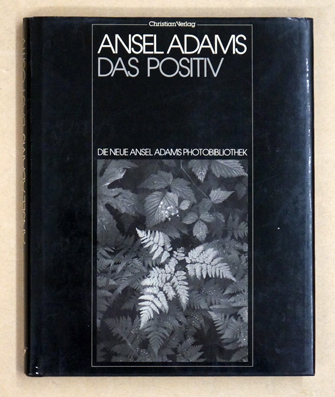 Christian Verlag
ANSEL ADAMS
DAS POSITIV
DIE NEUE ANSEL ADAMS PHOTOBIBLIOTHEK